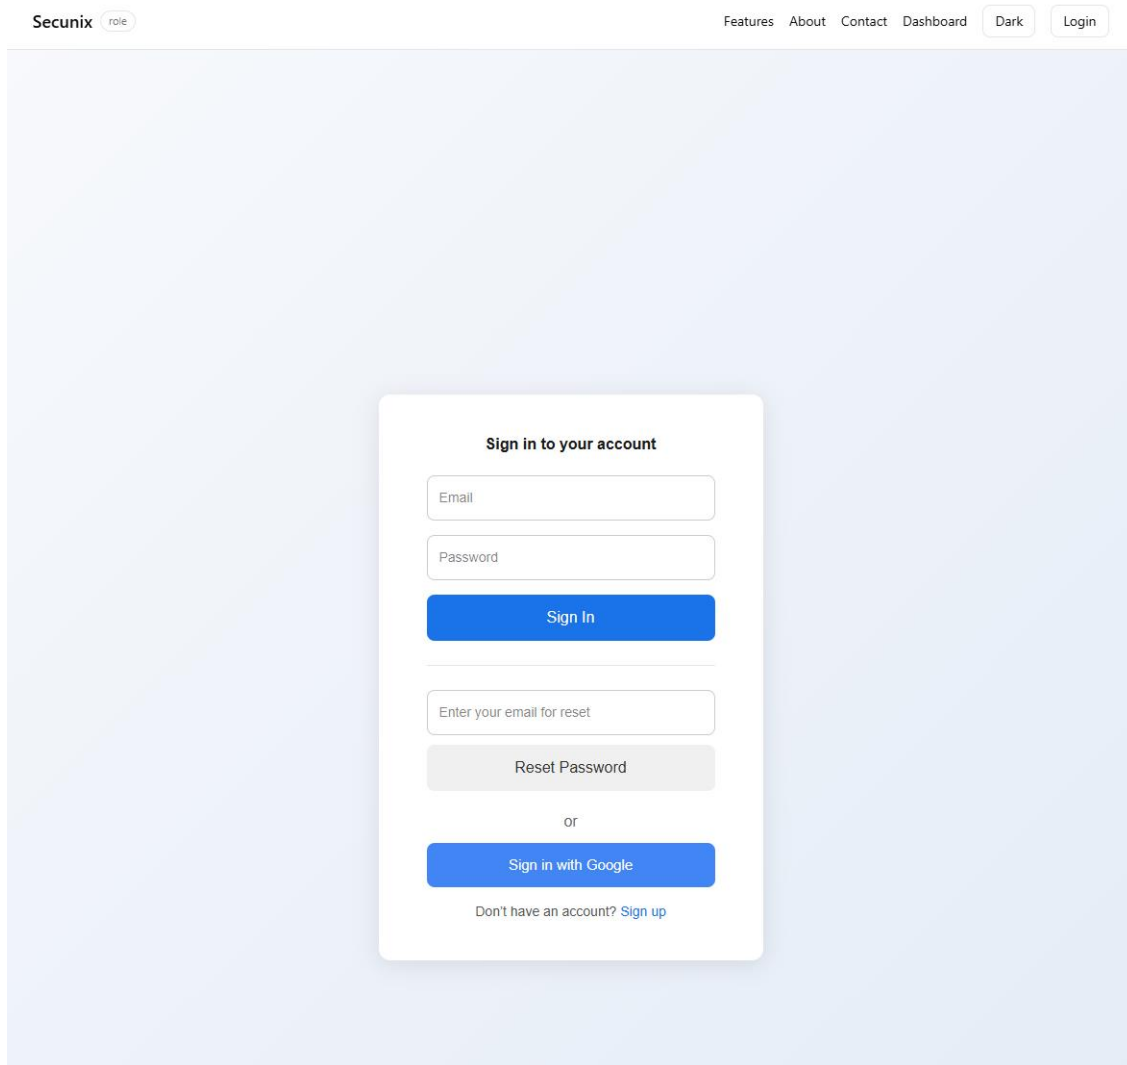 Secunix role Features About Contact Dashboard Dark Login
Sign in to your account
Email
Password
Sign In
Enter your email for reset
Reset Password
or
Sign in with Google
Don't have an account? Sign up